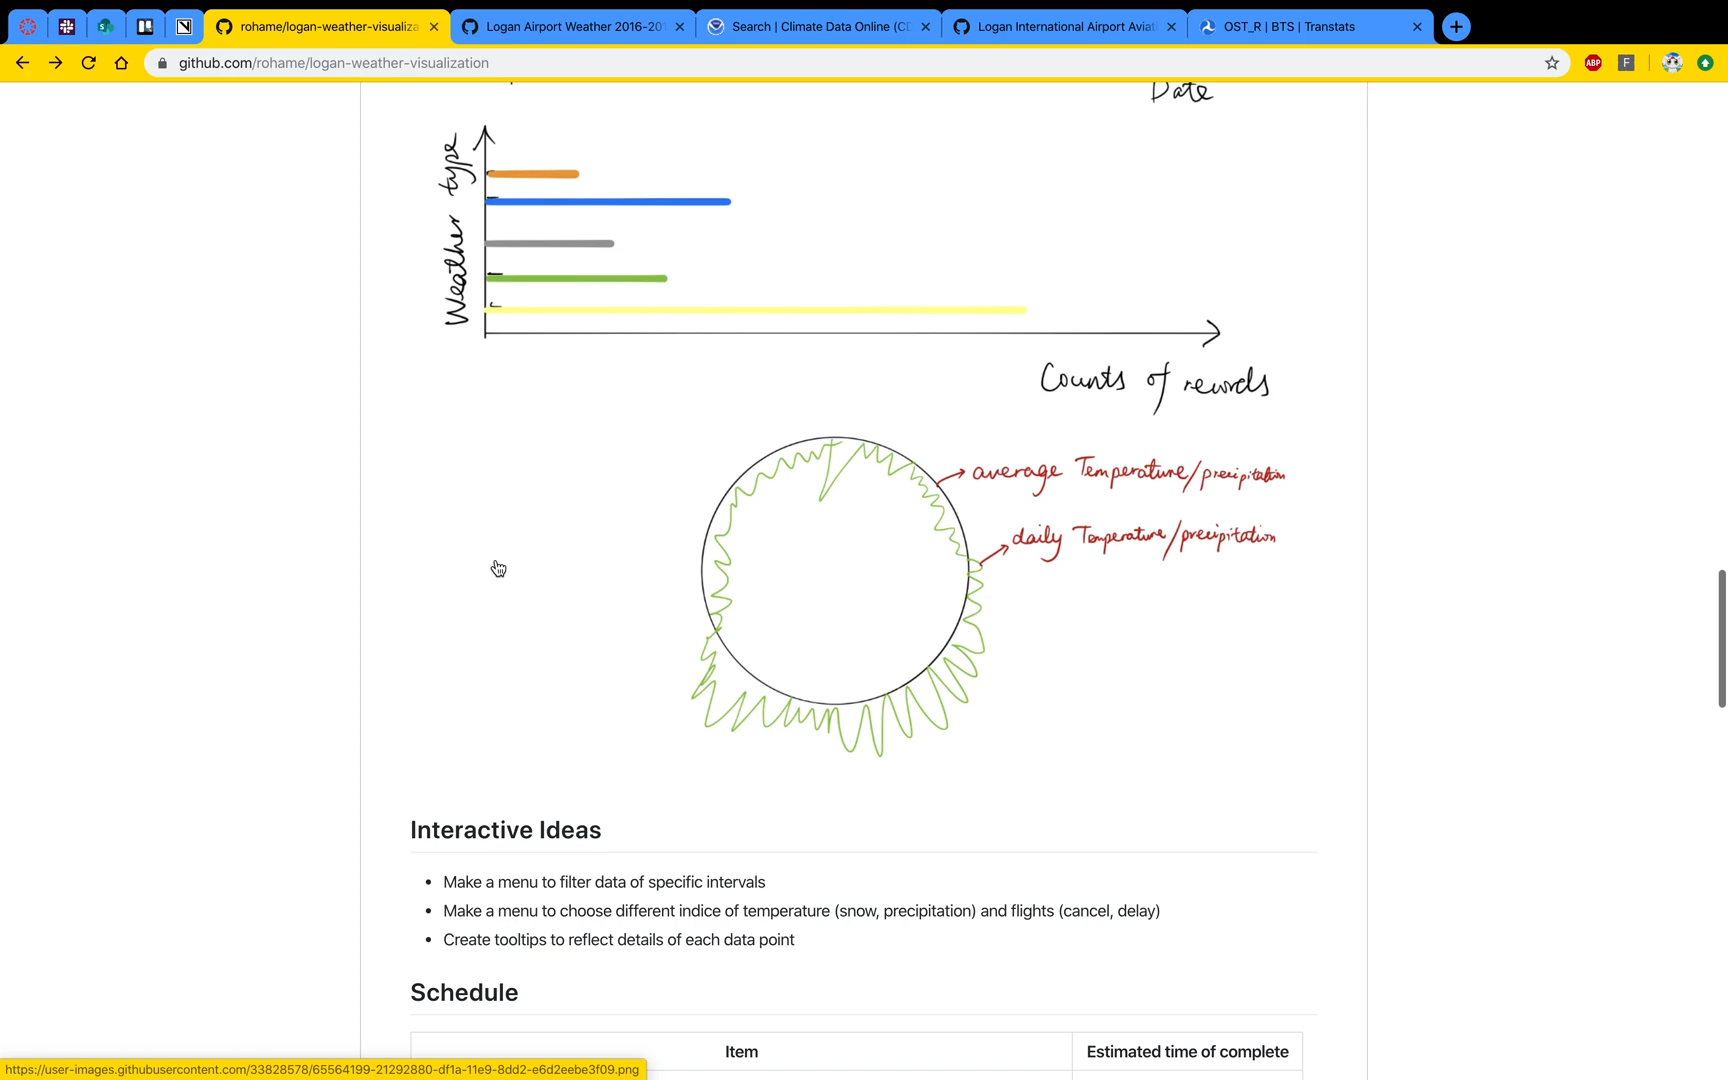 rohame/logan-weather-visualiza
Logan Airport Weather 2016-201
Search | Climate Data Online (CD
Logan International Airport Aviati
OST_R | BTS | Transtats
github.com/rohame/logan-weather-visualization
ABP
F
Date
Weather type
Counts of records
average Temperature/precipitation
daily Temperature/precipitation
Interactive Ideas
• Make a menu to filter data of specific intervals
• Make a menu to choose different indice of temperature (snow, precipitation) and flights (cancel, delay)
• Create tooltips to reflect details of each data point
Schedule
Item
Estimated time of complete
https://user-images.githubusercontent.com/33828578/65564199-21292880-df1a-11e9-8dd2-e6d2eebe3f09.png